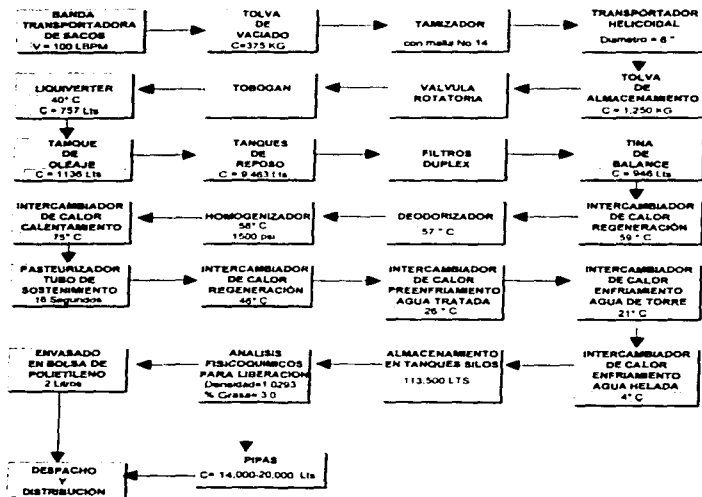 BANDA
TRANSPORTADORA
DE SACOS
V = 100 LBPM
TOLVA
DE
VACIADO
C=375 KG
TAMIZADOR
con malla No 14
TRANSPORTADOR
HELICOIDAL
Diametro = 6 "
LIQUIVERTER
40° C
C = 757 Lts
TOBOGAN
VALVULA
ROTATORIA
TOLVA
DE
ALMACENAMIENTO
C = 1,250 KG
TANQUE
DE
OLEAJE
C = 1136 Lts
TANQUES
DE
REPOSO
C = 9,463 Lts
FILTROS
DUPLEX
TINA
DE
BALANCE
C = 946 Lts
INTERCAMBIADOR
DE CALOR
CALENTAMIENTO
75° C
HOMOGENIZADOR
58° C
1500 psi
DEODORIZADOR
57 ° C
INTERCAMBIADOR
DE CALOR
REGENERACIÓN
59 ° C
PASTEURIZADOR
TUBO DE
SOSTENIMIENTO
16 Segundos
INTERCAMBIADOR
DE CALOR
REGENERACIÓN
46° C
INTERCAMBIADOR
DE CALOR
PREENFRIAMIENTO
AGUA TRATADA
26 ° C
INTERCAMBIADOR
DE CALOR
ENFRIAMIENTO
AGUA DE TORRE
21° C
ENVASADO
EN BOLSA DE
POLIETILENO
2 Litros
ANALISIS
FISICOQUIMICOS
PARA LIBERACION
Densidad=1.0293
% Grasa= 3.0
ALMACENAMIENTO
EN TANQUES SILOS
113,500 LTS
INTERCAMBIADOR
DE CALOR
ENFRIAMIENTO
AGUA HELADA
4° C
DESPACHO
Y
DISTRIBUCIÓN
PIPAS
C= 14,000-20,000 Lts